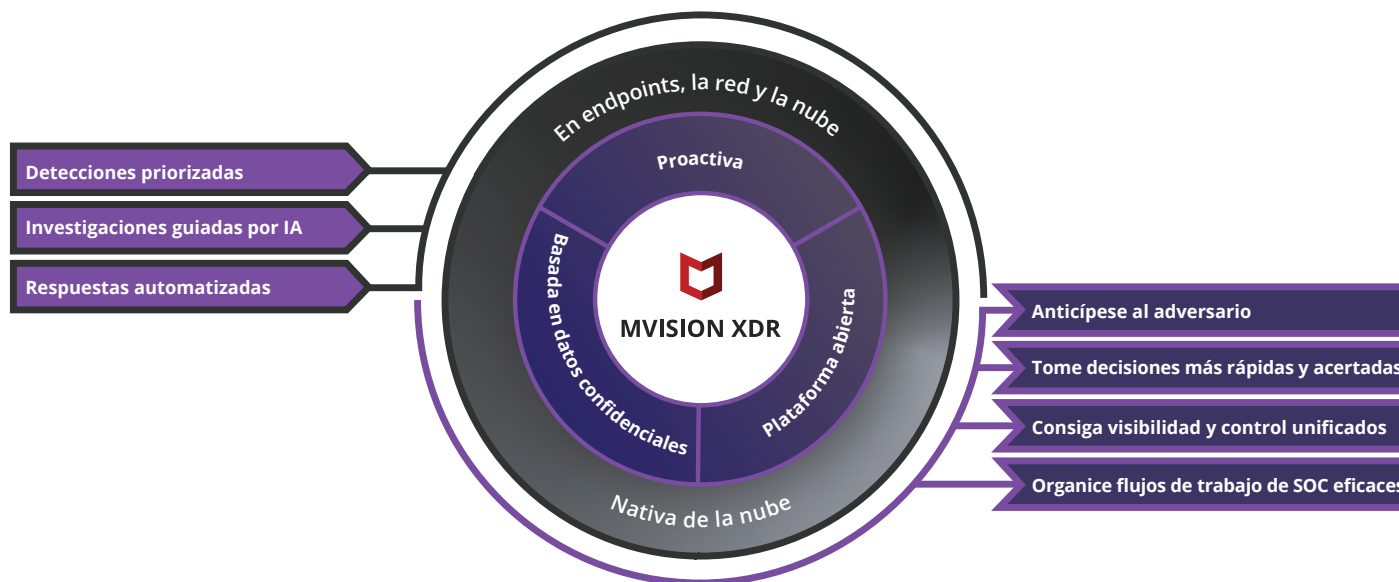 En endpoints, la red y la nube
Proactiva
Detecciones priorizadas
Investigaciones guiadas por IA
Respuestas automatizadas
Basada en datos confidenciales
MVISION XDR
Plataforma abierta
Nativa de la nube
Anticípese al adversario
Tome decisiones más rápidas y acertadas
Consiga visibilidad y control unificados
Organice flujos de trabajo de SOC eficaces